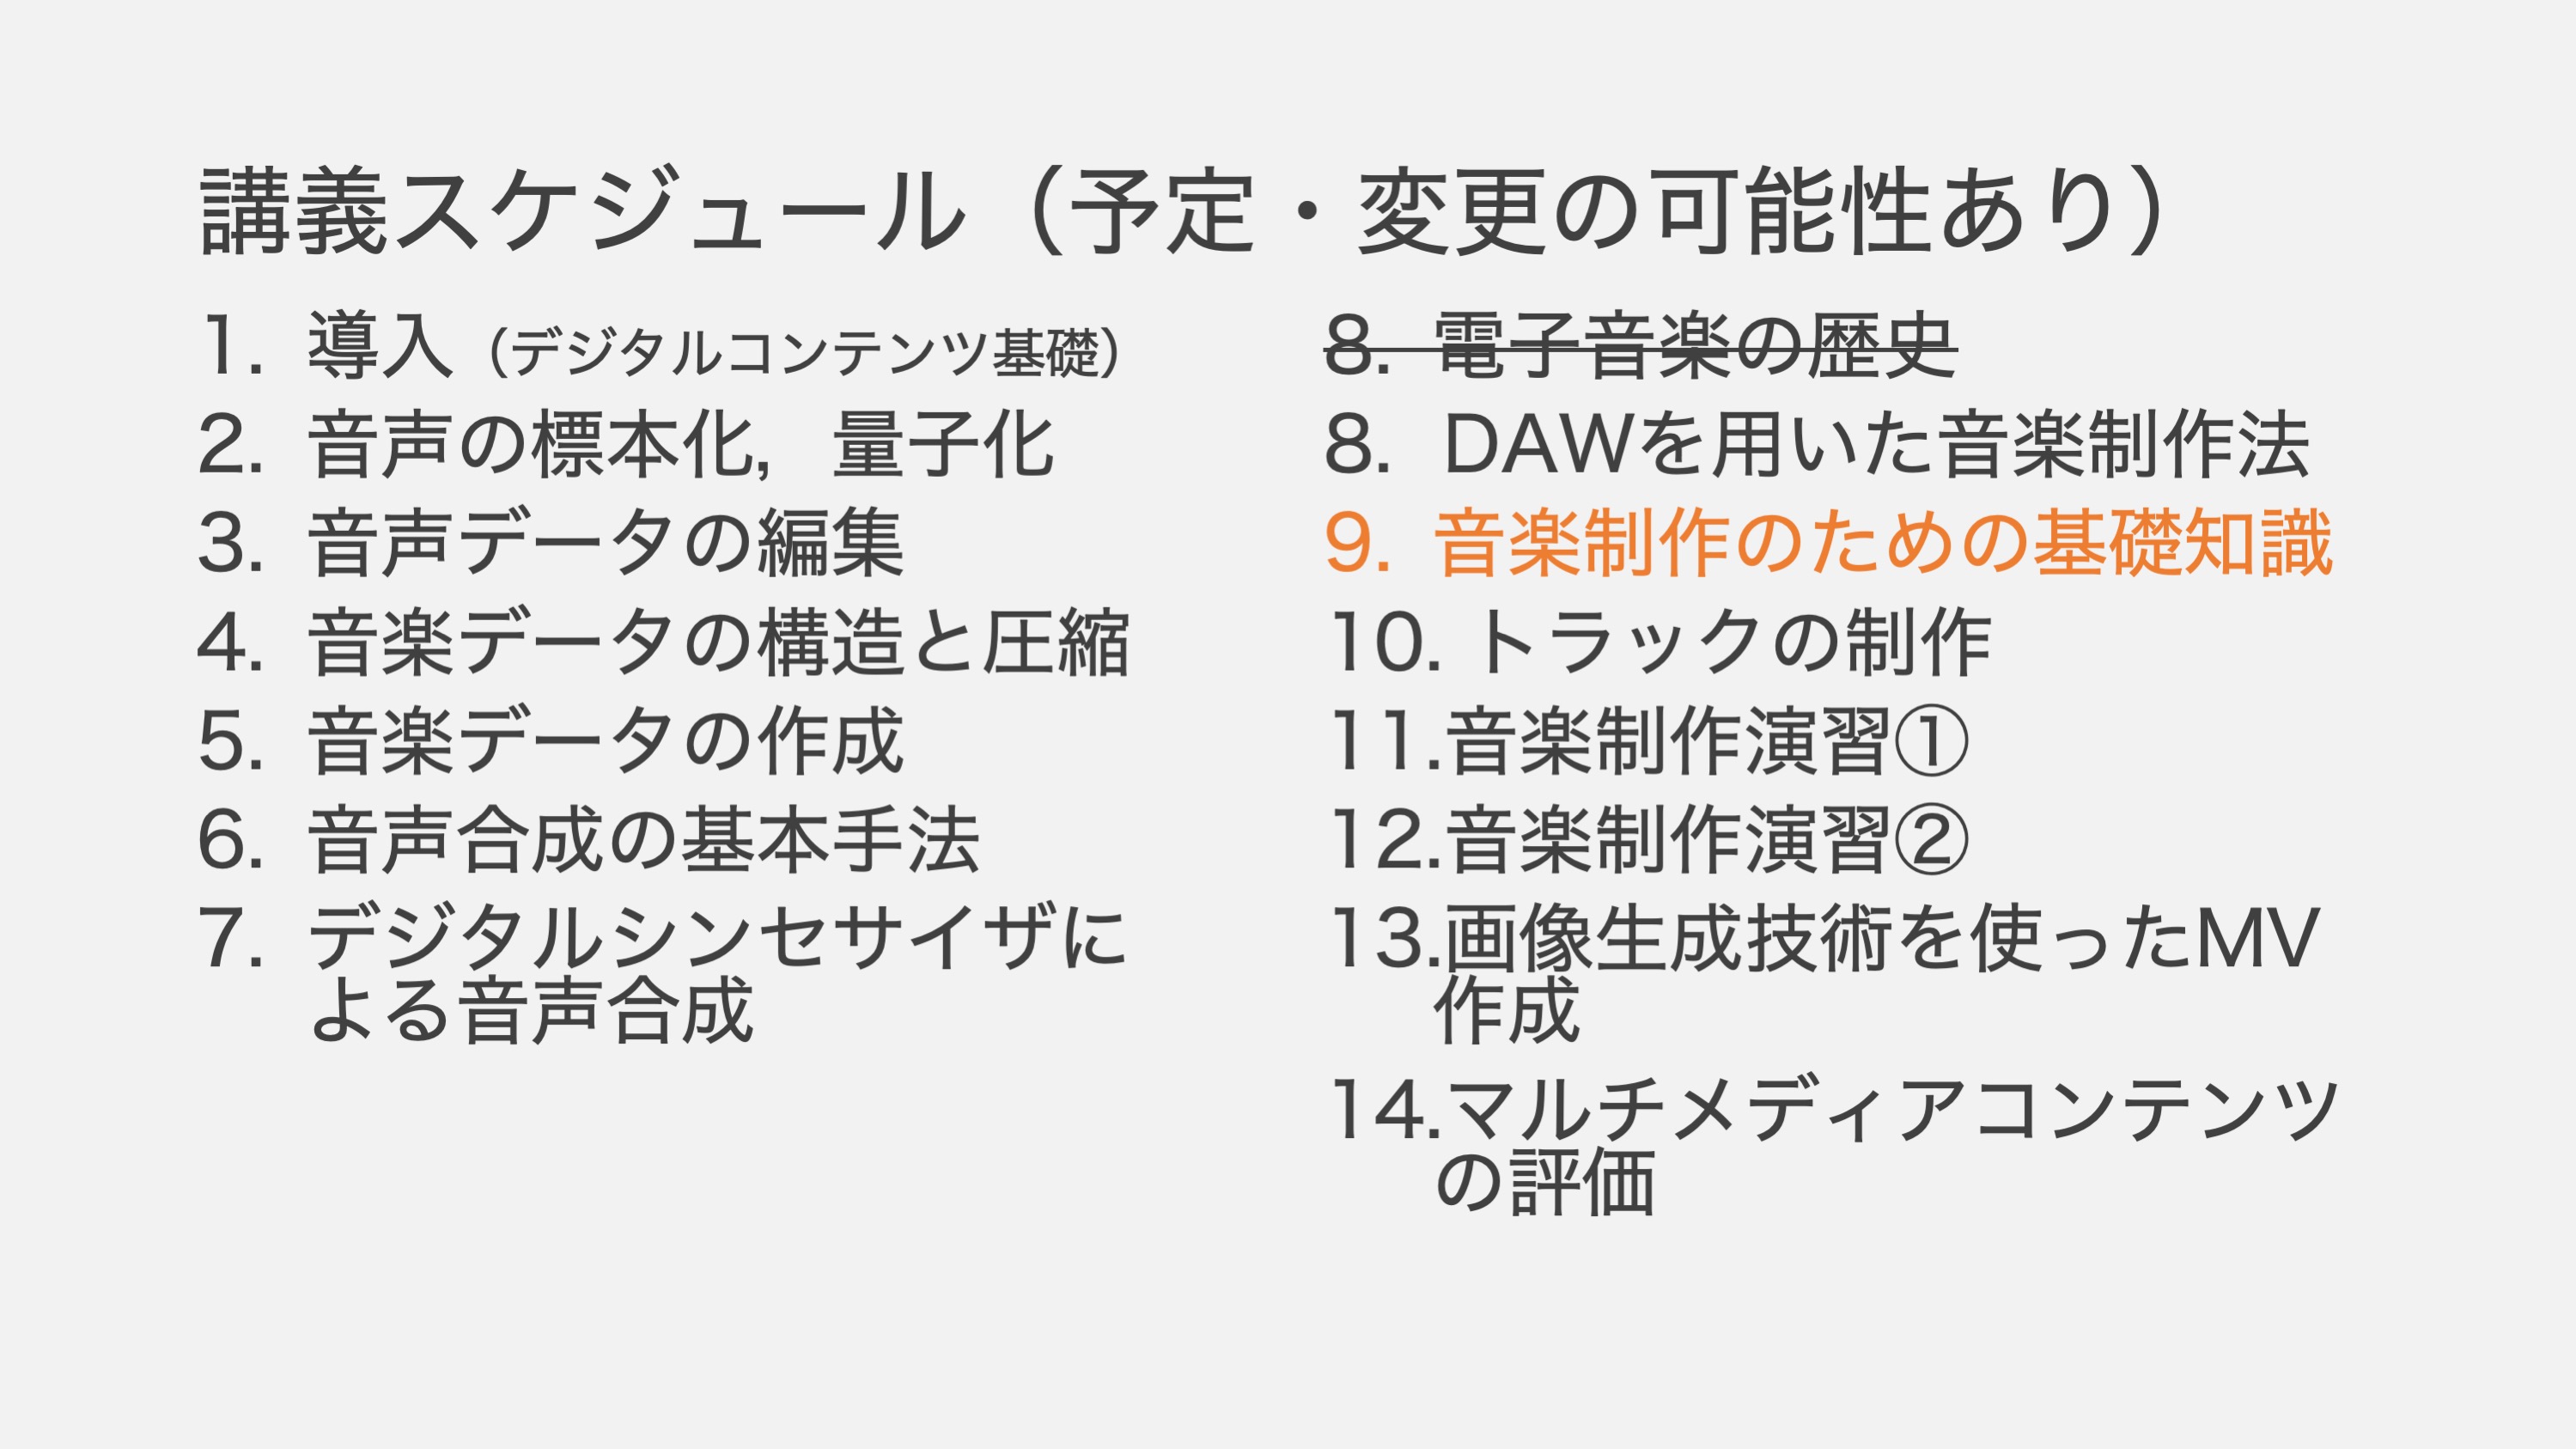 講義スケジュール（予定・変更の可能性あり）
1. 導入（デジタルコンテンツ基礎）
2. 音声の標本化，量子化
3. 音声データの編集
4. 音楽データの構造と圧縮
5. 音楽データの作成
6. 音声合成の基本手法
7. デジタルシンセサイザに
よる音声合成
8. 電子音楽の歴史
8. DAWを用いた音楽制作法
9. 音楽制作のための基礎知識
10. トラックの制作
11.音楽制作演習①
12.音楽制作演習②
13.画像生成技術を使ったMV
作成
14.マルチメディアコンテンツ
の評価